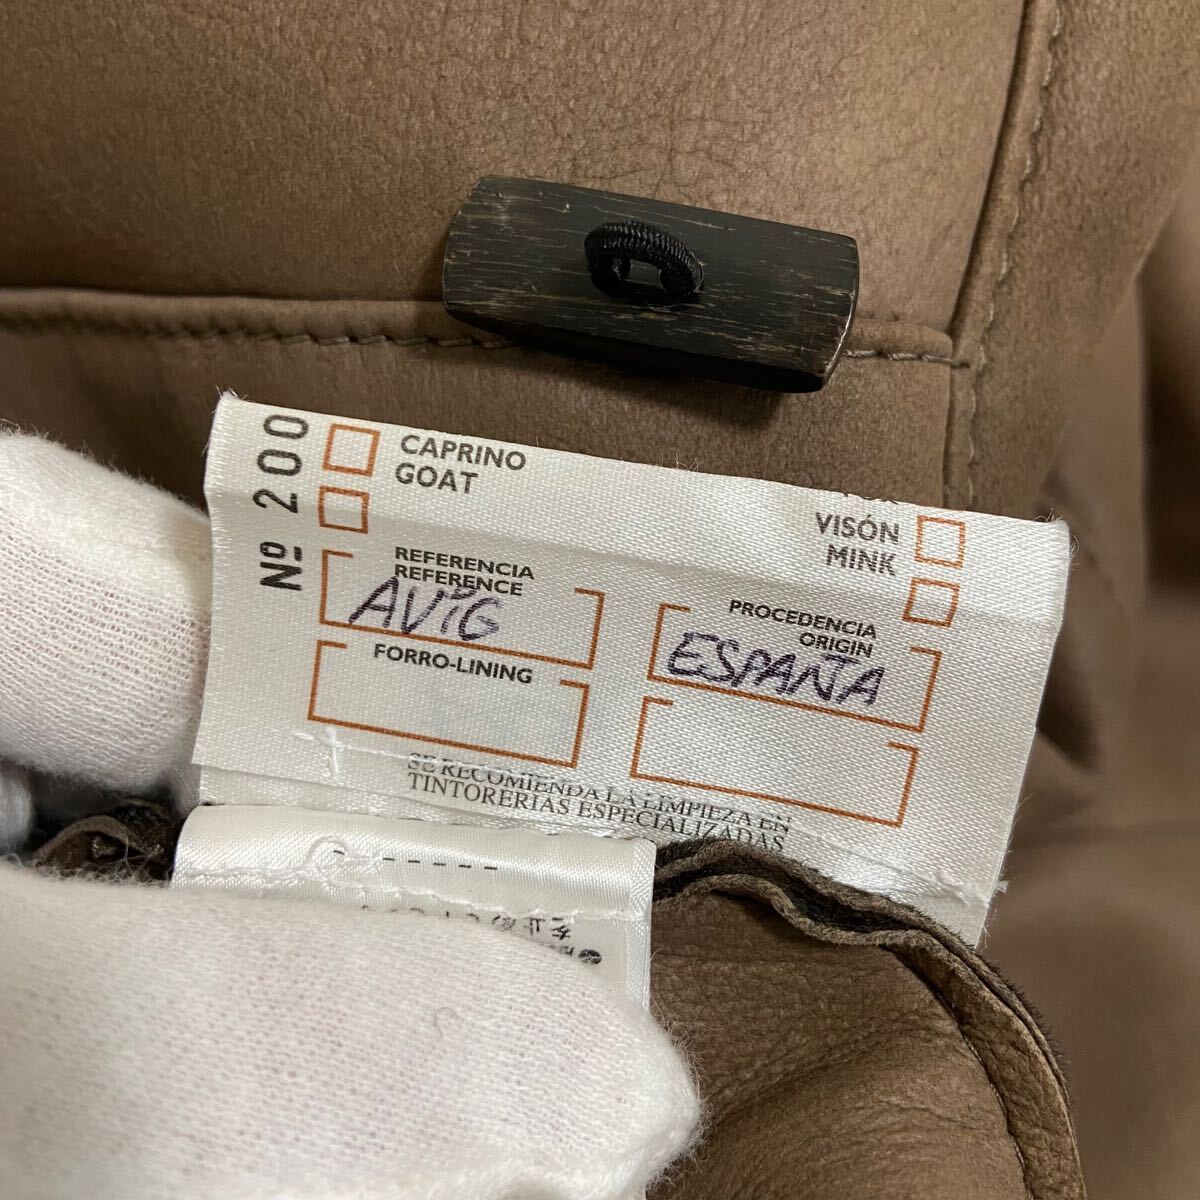 Nº 200
CAPRINO
GOAT
VISÓN
MINK
REFERENCIA
REFERENCE
AViG
PROCEDENCIA
ORIGIN
ESPAÑA
FORRO-LINING
SE RECOMIENDA LA LIMPIEZA EN
TINTORERIAS ESPECIALIZADAS